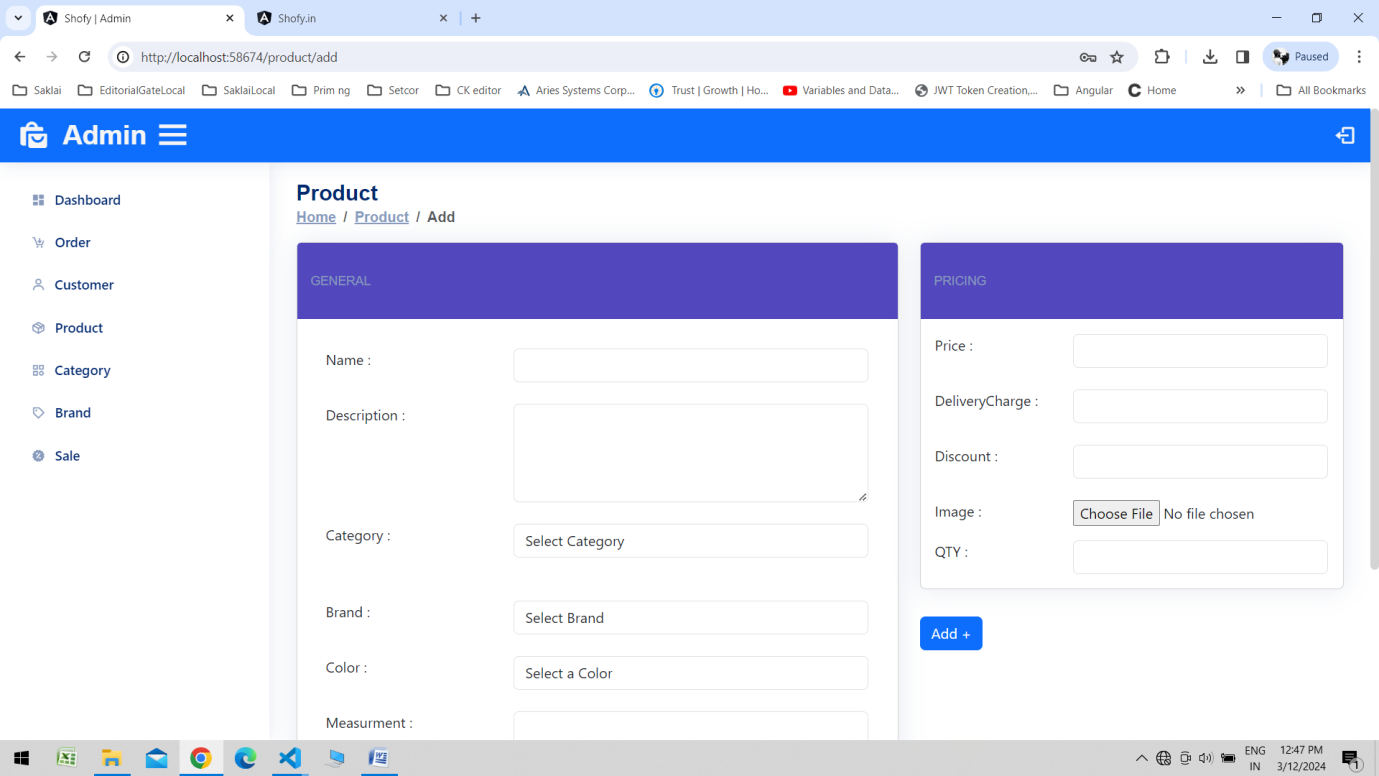 Shofy | Admin
Shofy.in
http://localhost:58674/product/add
Paused
Saklai
EditorialGateLocal
SaklaiLocal
Prim ng
Setcor
CK editor
Aries Systems Corp...
Trust | Growth | Ho...
Variables and Data...
JWT Token Creation,...
Angular
Home
»
All Bookmarks
Admin
Dashboard
Order
Customer
Product
Category
Brand
Sale
Product
Home / Product / Add
GENERAL
Name :
Description :
Category :
Select Category
Brand :
Select Brand
Color :
Select a Color
Measurment :
PRICING
Price :
DeliveryCharge :
Discount :
Image :
Choose File No file chosen
QTY :
Add +
ENG
IN
12:47 PM
3/12/2024
1